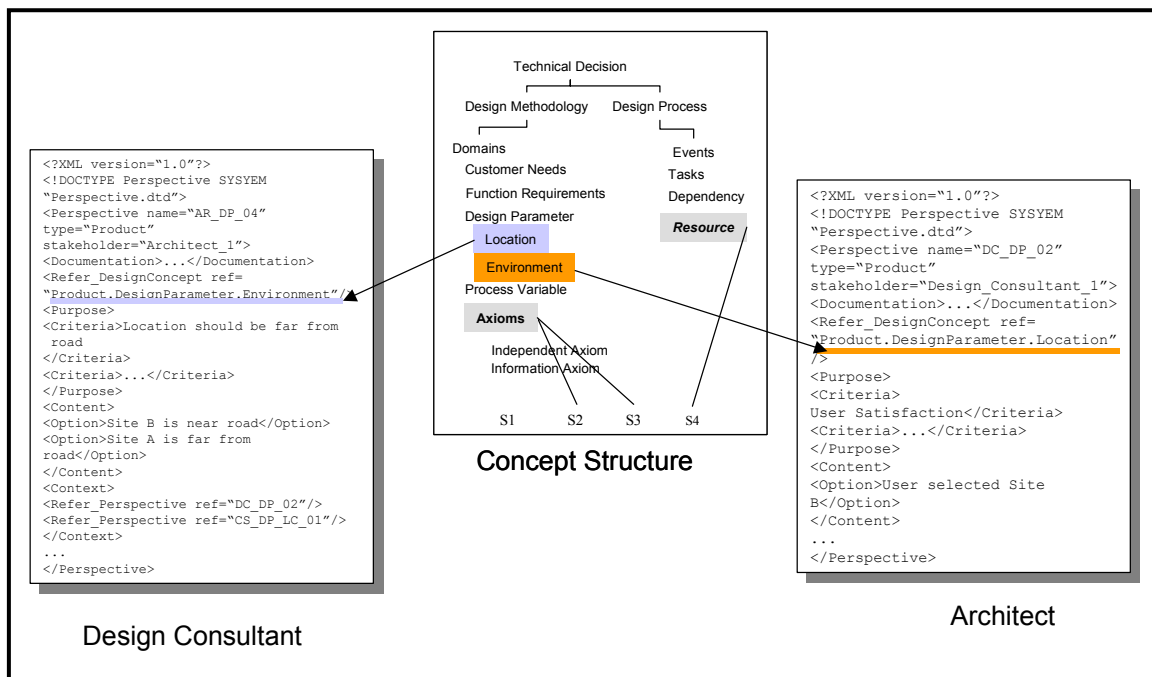 <?XML version=“1.0”?>
<!DOCTYPE Perspective SYSYEM
“Perspective.dtd”>
<Perspective name=“AR_DP_04”
type=“Product”
stakeholder=“Architect_1”>
<Documentation>...</Documentation>
<Refer_DesignConcept ref=
“Product.DesignParameter.Environment”/>
<Purpose>
<Criteria>Location should be far from
road
</Criteria>
<Criteria>...</Criteria>
</Purpose>
<Content>
<Option>Site B is near road</Option>
<Option>Site A is far from
road</Option>
</Content>
<Context>
<Refer_Perspective ref=“DC_DP_02”/>
<Refer_Perspective ref=“CS_DP_LC_01”/>
</Context>
...
</Perspective>
Design Consultant
Technical Decision
Design Methodology Design Process
Domains
Customer Needs
Function Requirements
Design Parameter
Location
Environment
Process Variable
Axioms
Independent Axiom
Information Axiom
Events
Tasks
Dependency
Resource
S1 S2 S3 S4
Concept Structure
<?XML version=“1.0”?>
<!DOCTYPE Perspective SYSYEM
“Perspective.dtd”>
<Perspective name=“DC_DP_02”
type=“Product”
stakeholder=“Design_Consultant_1”>
<Documentation>...</Documentation>
<Refer_DesignConcept ref=
“Product.DesignParameter.Location”
/>
<Purpose>
<Criteria>
User Satisfaction</Criteria>
<Criteria>...</Criteria>
</Purpose>
<Content>
<Option>User selected Site
B</Option>
</Content>
...
</Perspective>
Architect